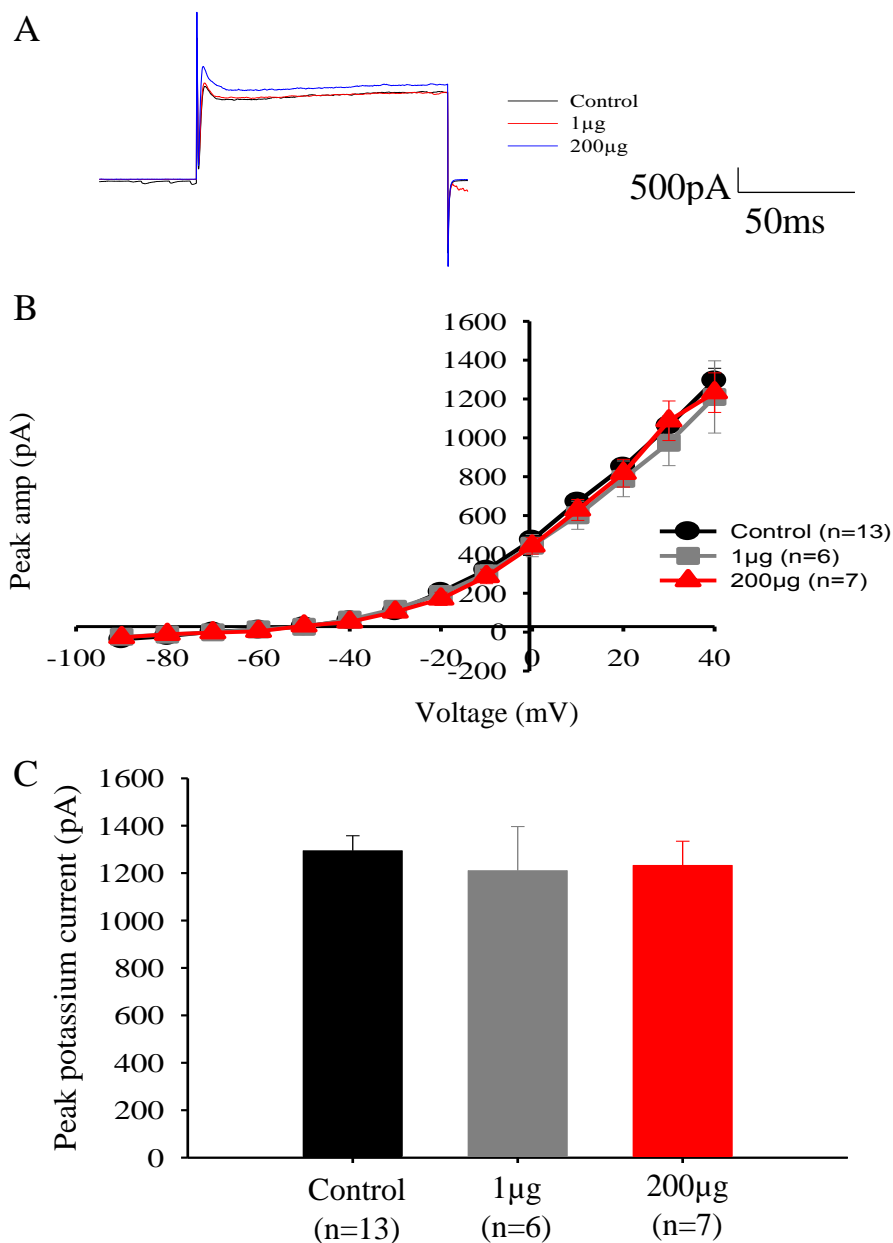 A
Control
1µg
200µg
500pA
50ms
B
Peak amp (pA)
1600
1400
1200
1000
800
600
400
200
0
-200
-100
-80
-60
-40
-20
0
20
40
Voltage (mV)
Control (n=13)
1µg (n=6)
200µg (n=7)
C
Peak potassium current (pA)
1600
1400
1200
1000
800
600
400
200
0
Control
(n=13)
1µg
(n=6)
200µg
(n=7)